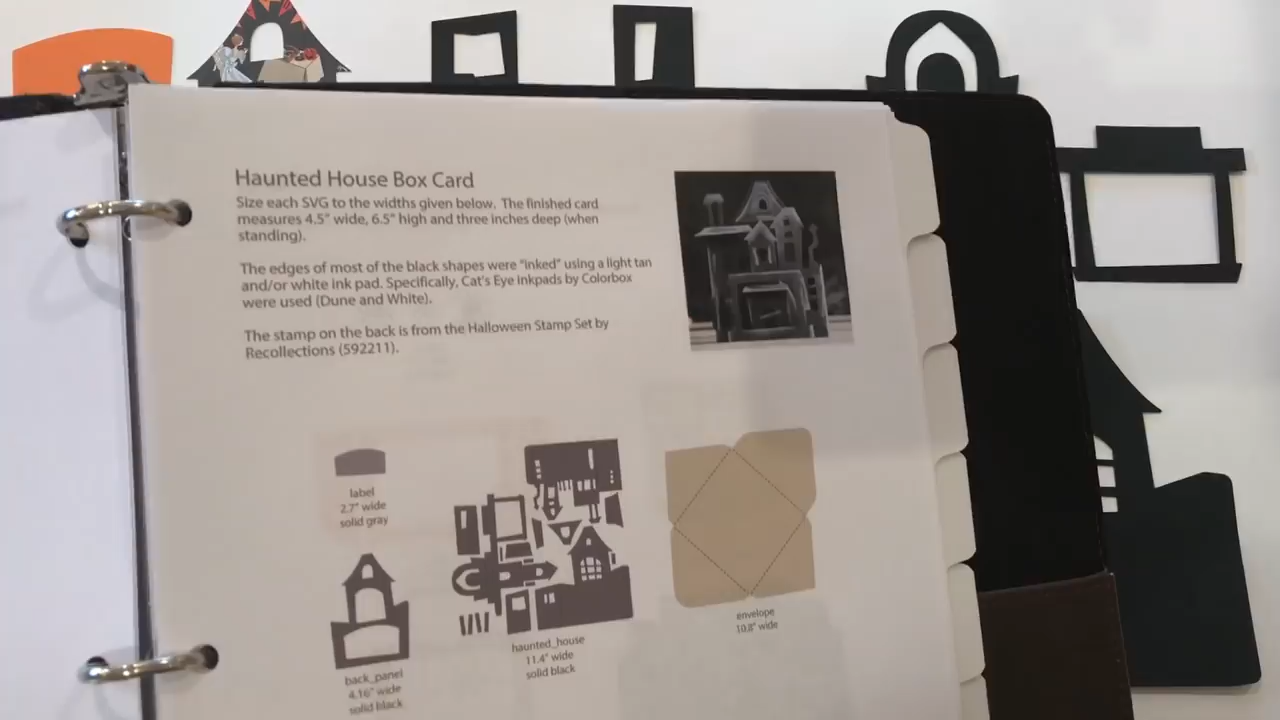 Haunted House Box Card
Size each SVG to the widths given below. The finished card
measures 4.5" wide, 6.5" high and three inches deep (when
standing).
The edges of most of the black shapes were "inked" using a light tan
and/or white ink pad. Specifically, Cat's Eye inkpads by Colorbox
were used (Dune and White).
The stamp on the back is from the Halloween Stamp Set by
Recollections (592211).
label
2.7" wide
solid gray
back_panel
4.16" wide
solid black
haunted_house
11.4" wide
solid black
envelope
10.8" wide